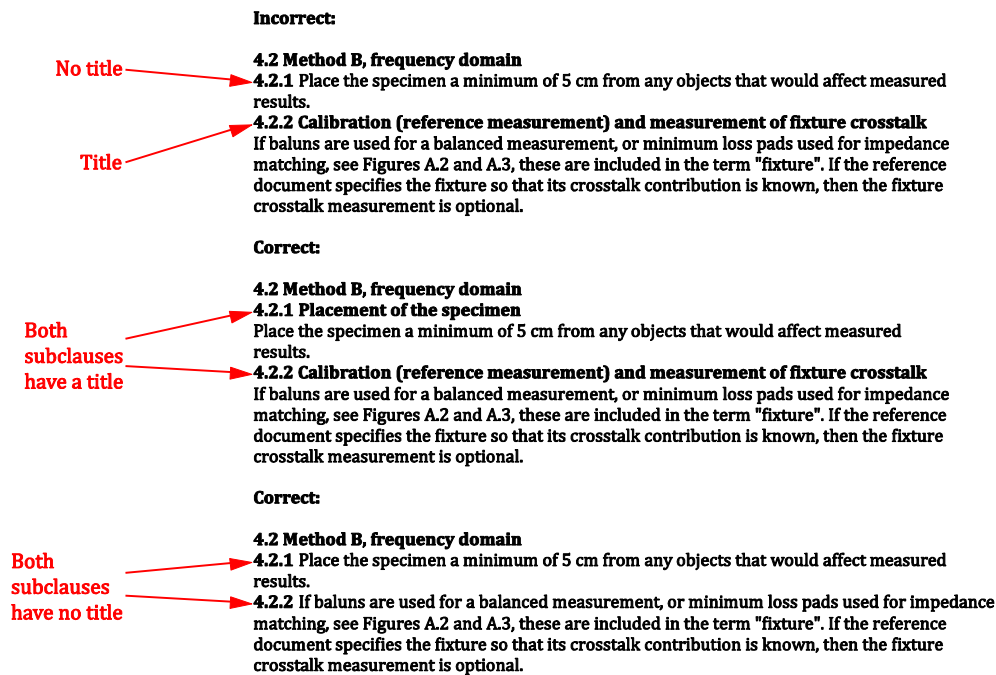 Incorrect:
4.2 Method B, frequency domain
No title
4.2.1 Place the specimen a minimum of 5 cm from any objects that would affect measured
results.
4.2.2 Calibration (reference measurement) and measurement of fixture crosstalk
Title
If baluns are used for a balanced measurement, or minimum loss pads used for impedance
matching, see Figures A.2 and A.3, these are included in the term "fixture". If the reference
document specifies the fixture so that its crosstalk contribution is known, then the fixture
crosstalk measurement is optional.
Correct:
4.2 Method B, frequency domain
4.2.1 Placement of the specimen
Both
subclauses
have a title
Place the specimen a minimum of 5 cm from any objects that would affect measured
results.
4.2.2 Calibration (reference measurement) and measurement of fixture crosstalk
If baluns are used for a balanced measurement, or minimum loss pads used for impedance
matching, see Figures A.2 and A.3, these are included in the term "fixture". If the reference
document specifies the fixture so that its crosstalk contribution is known, then the fixture
crosstalk measurement is optional.
Correct:
4.2 Method B, frequency domain
Both
subclauses
have no title
4.2.1 Place the specimen a minimum of 5 cm from any objects that would affect measured
results.
4.2.2 If baluns are used for a balanced measurement, or minimum loss pads used for impedance
matching, see Figures A.2 and A.3, these are included in the term "fixture". If the reference
document specifies the fixture so that its crosstalk contribution is known, then the fixture
crosstalk measurement is optional.